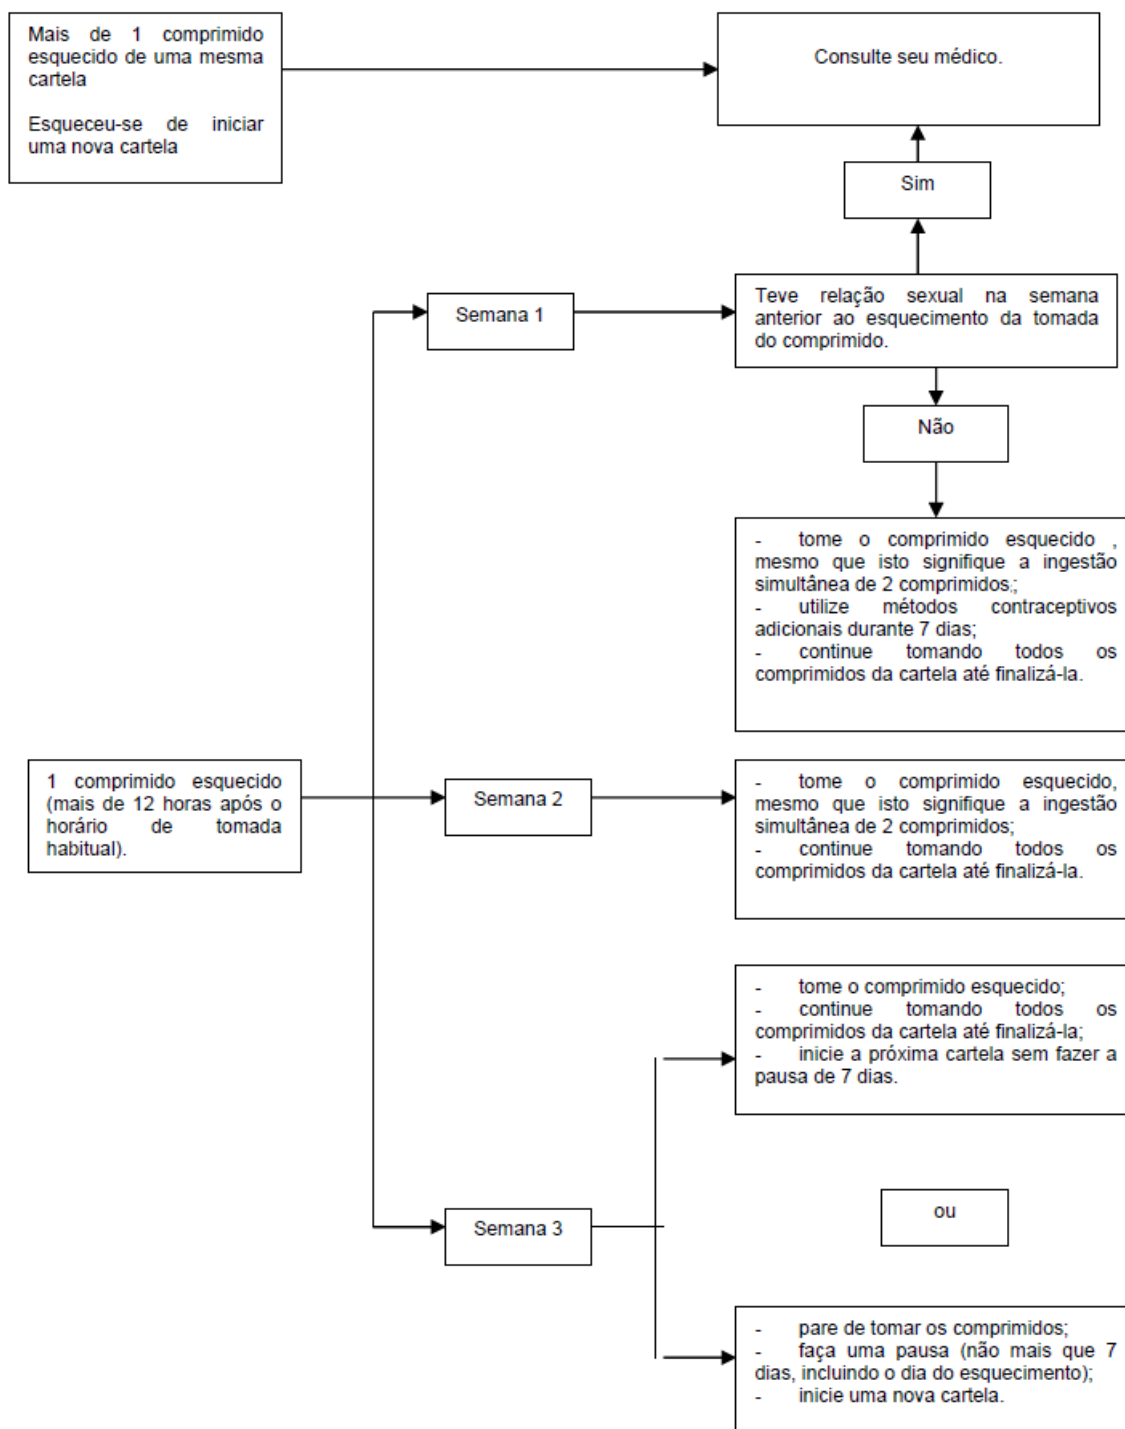 Mais de 1 comprimido
esquecido de uma mesma
cartela
Esqueceu-se de iniciar
uma nova cartela
Consulte seu médico.
Sim
Semana 1
Teve relação sexual na semana
anterior ao esquecimento da tomada
do comprimido.
Não
- tome o comprimido esquecido ,
mesmo que isto signifique a ingestão
simultânea de 2 comprimidos.;
- utilize métodos contraceptivos
adicionais durante 7 dias;
- continue tomando todos os
comprimidos da cartela até finalizá-la.
1 comprimido esquecido
(mais de 12 horas após o
horário de tomada
habitual).
Semana 2
- tome o comprimido esquecido,
mesmo que isto signifique a ingestão
simultânea de 2 comprimidos;
- continue tomando todos os
comprimidos da cartela até finalizá-la.
- tome o comprimido esquecido;
- continue tomando todos os
comprimidos da cartela até finalizá-la;
- inicie a próxima cartela sem fazer a
pausa de 7 dias.
Semana 3
ou
- pare de tomar os comprimidos;
- faça uma pausa (não mais que 7
dias, incluindo o dia do esquecimento);
- inicie uma nova cartela.